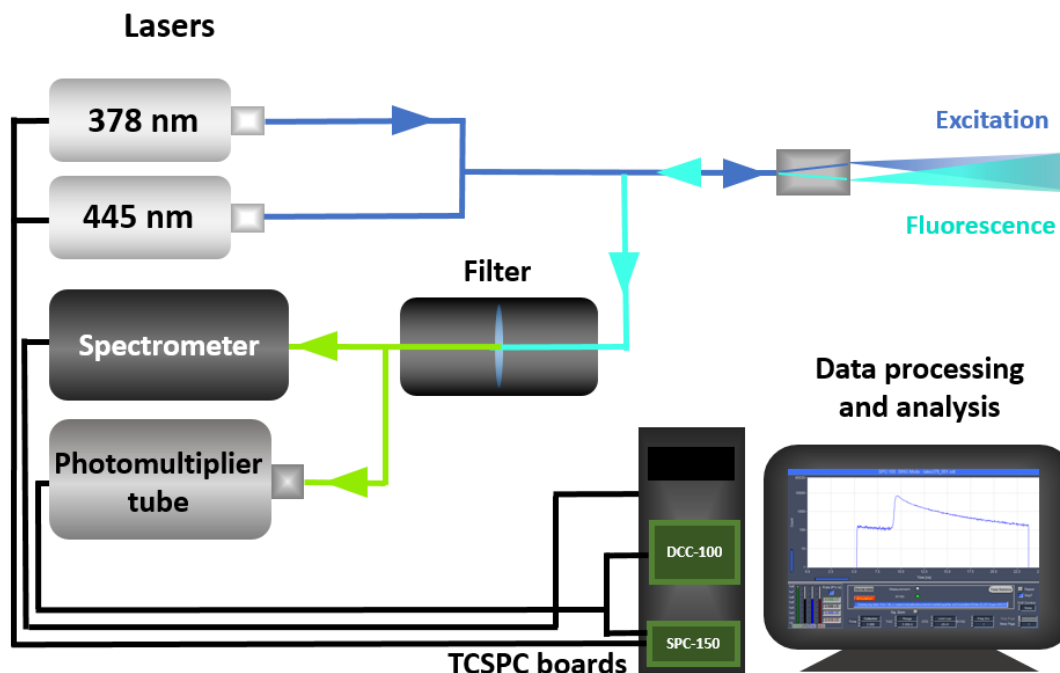 Lasers
378 nm
445 nm
Excitation
Fluorescence
Filter
Spectrometer
Photomultiplier
tube
Data processing
and analysis
DCC-100
SPC-150
TCSPC boards